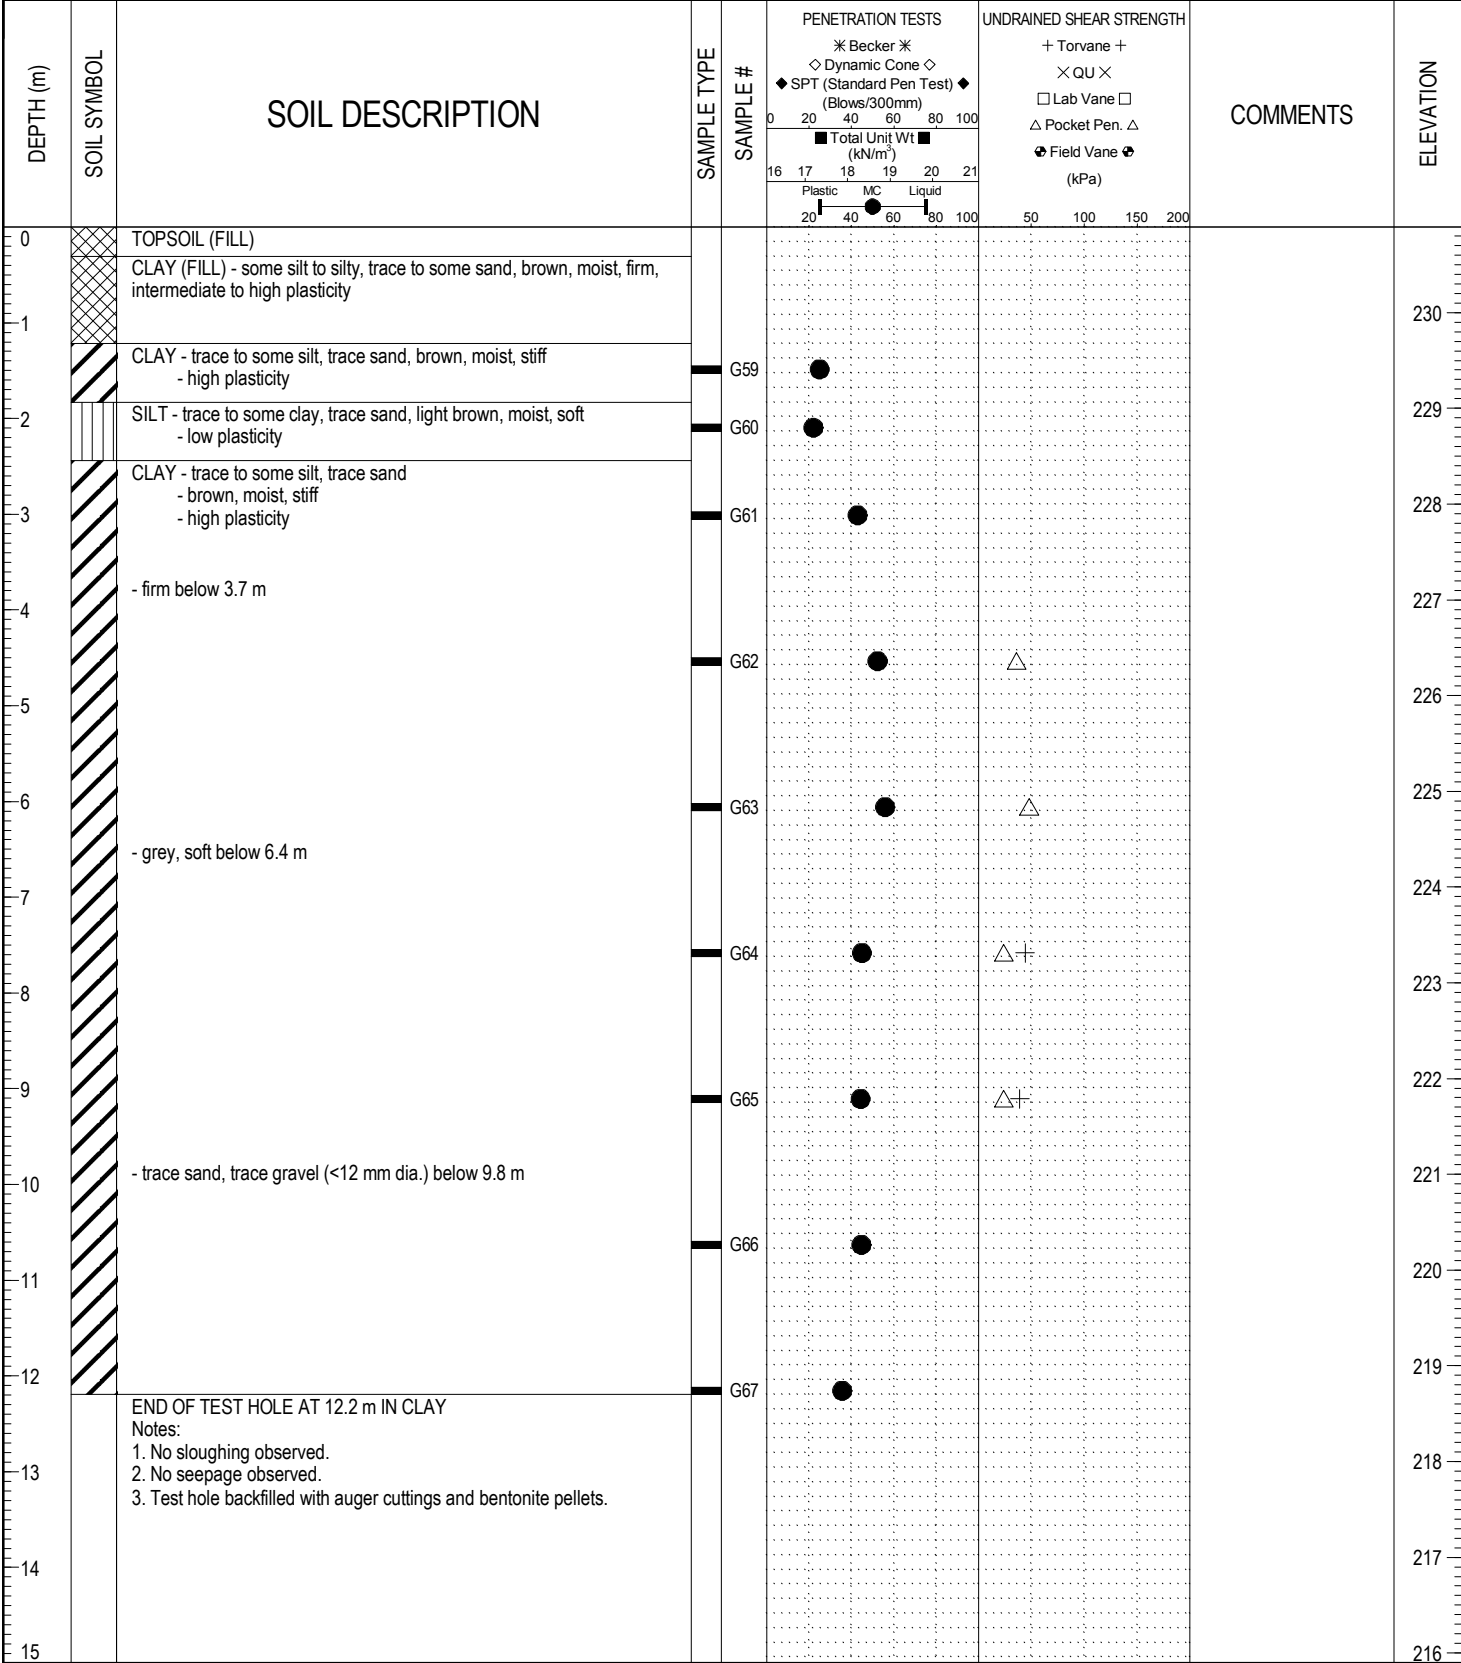 DEPTH (m)
SOIL SYMBOL
SOIL DESCRIPTION
SAMPLE TYPE
SAMPLE #
PENETRATION TESTS
✳ Becker ✳
◇ Dynamic Cone ◇
◆ SPT (Standard Pen Test) ◆
(Blows/300mm)
0 20 40 60 80 100
■ Total Unit Wt ■
(kN/m³)
16 17 18 19 20 21
Plastic MC Liquid
20 40 60 80 100
UNDRAINED SHEAR STRENGTH
+ Torvane +
✕ QU ✕
□ Lab Vane □
△ Pocket Pen. △
Field Vane
(kPa)
50 100 150 200
COMMENTS
ELEVATION
0
TOPSOIL (FILL)
CLAY (FILL) - some silt to silty, trace to some sand, brown, moist, firm,
intermediate to high plasticity
230
1
CLAY - trace to some silt, trace sand, brown, moist, stiff
- high plasticity
G59
229
2
SILT - trace to some clay, trace sand, light brown, moist, soft
- low plasticity
G60
CLAY - trace to some silt, trace sand
- brown, moist, stiff
- high plasticity
228
3
G61
- firm below 3.7 m
227
4
G62
226
5
225
6
G63
- grey, soft below 6.4 m
224
7
G64
223
8
222
9
G65
- trace sand, trace gravel (<12 mm dia.) below 9.8 m
221
10
G66
220
11
219
12
G67
END OF TEST HOLE AT 12.2 m IN CLAY
Notes:
1. No sloughing observed.
2. No seepage observed.
3. Test hole backfilled with auger cuttings and bentonite pellets.
218
13
217
14
216
15